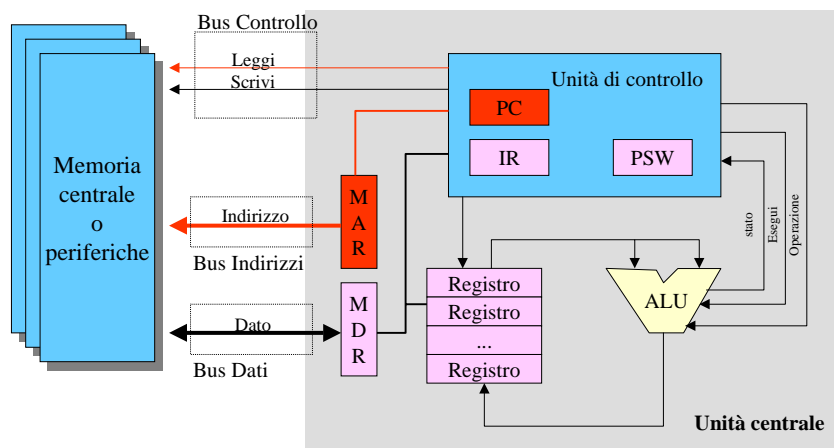 Bus Controllo
Leggi
Scrivi
Unità di controllo
PC
IR
PSW
Memoria
centrale
o
periferiche
Indirizzo
Bus Indirizzi
M
A
R
stato
Esegui
Operazione
Registro
Registro
...
Registro
ALU
M
D
R
Dato
Bus Dati
Unità centrale